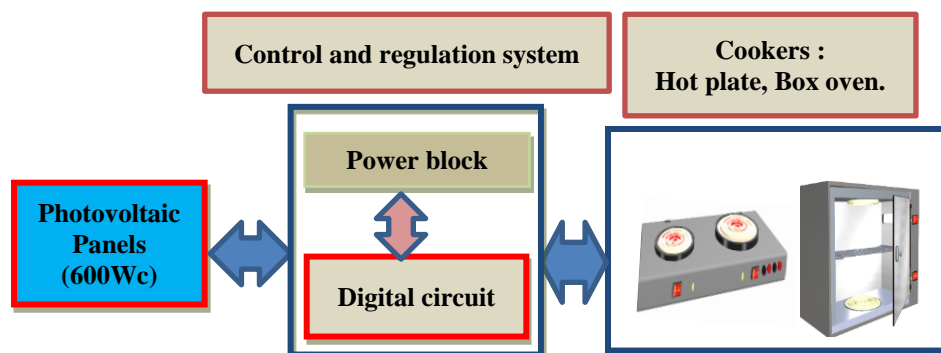 Control and regulation system
Cookers :
Hot plate, Box oven.
Power block
Photovoltaic
Panels
(600Wc)
Digital circuit